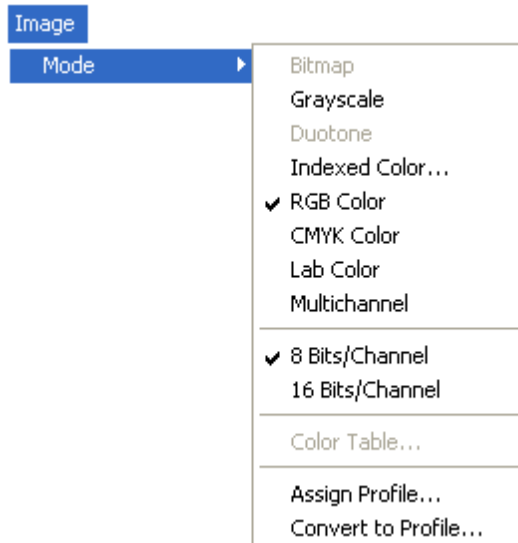 Image
Mode
Bitmap
Grayscale
Duotone
Indexed Color...
RGB Color
CMYK Color
Lab Color
Multichannel
8 Bits/Channel
16 Bits/Channel
Color Table...
Assign Profile...
Convert to Profile...